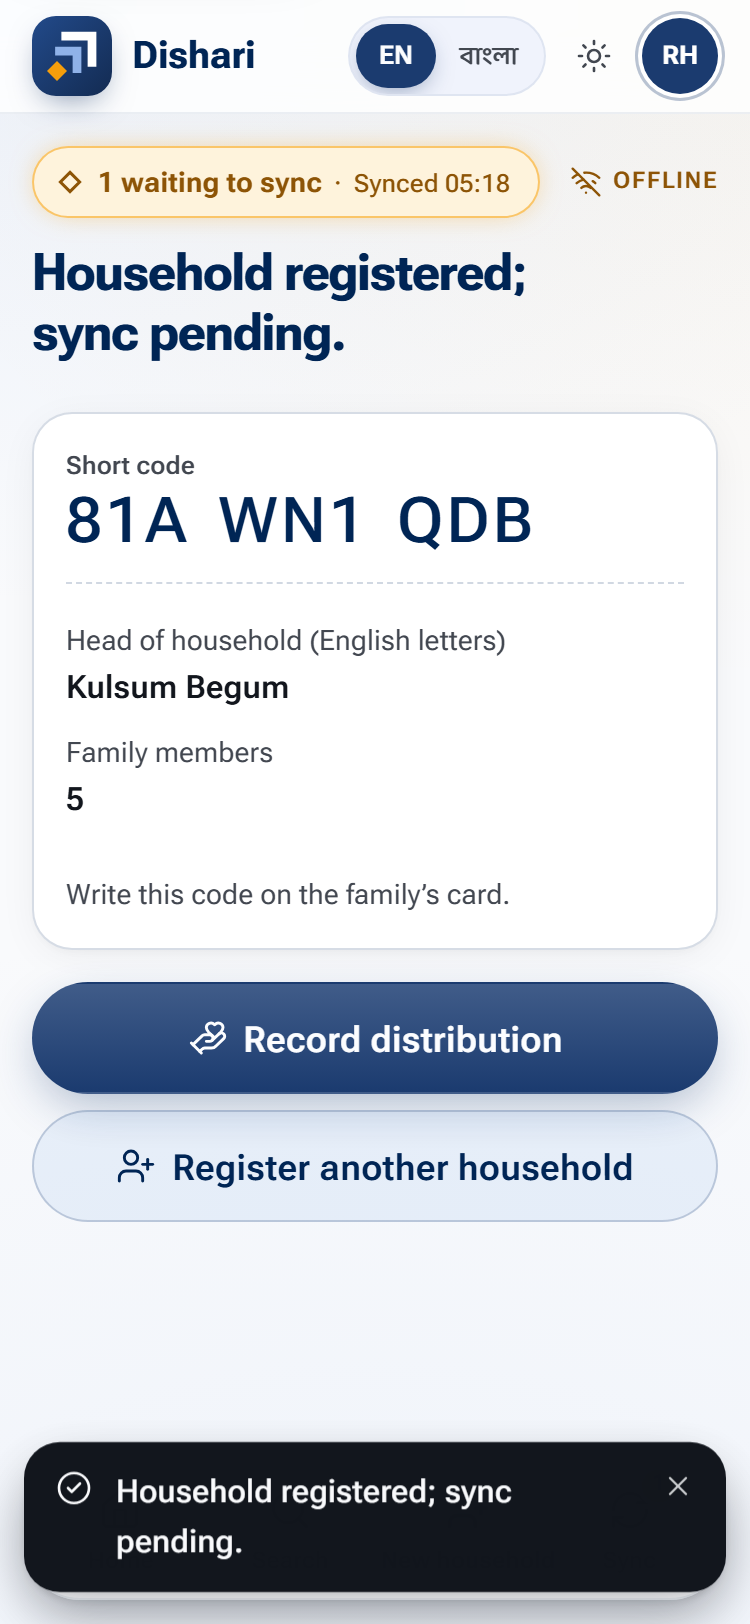 Dishari
EN
বাংলা
RH
1 waiting to sync · Synced 05:18
OFFLINE
Household registered;
sync pending.
Short code
81A WN1 QDB
Head of household (English letters)
Kulsum Begum
Family members
5
Write this code on the family’s card.
Record distribution
Register another household
Household registered; sync
pending.